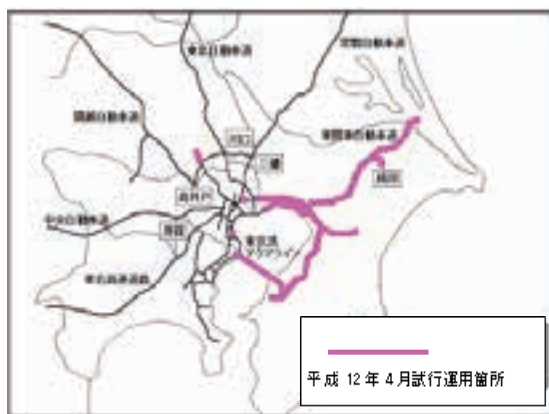 東北自動車道
常磐自動車道
関越自動車道
川口
三郷
東関東自動車道
高井戸
成田
中央自動車道
東京湾
アクアライン
東名高速道路
平成 12年 4月試行運用箇所